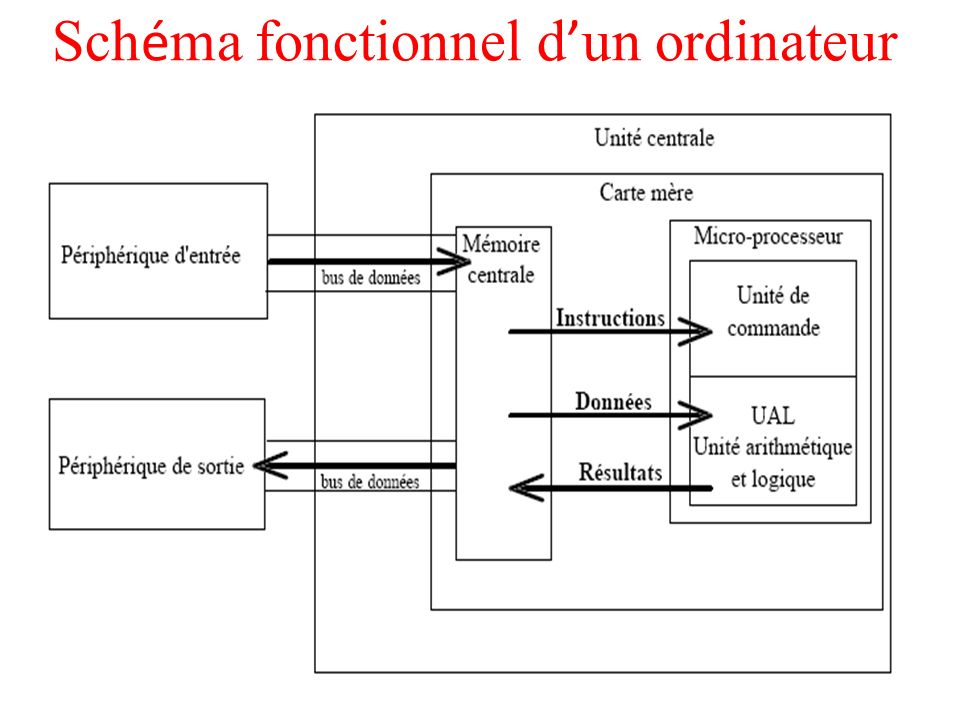 Schéma fonctionnel d’un ordinateur
Unité centrale
Carte mère
Périphérique d'entrée
bus de données
Mémoire
centrale
Micro-processeur
Instructions
Unité de
commande
Données
UAL
Unité arithmétique
et logique
Résultats
Périphérique de sortie
bus de données